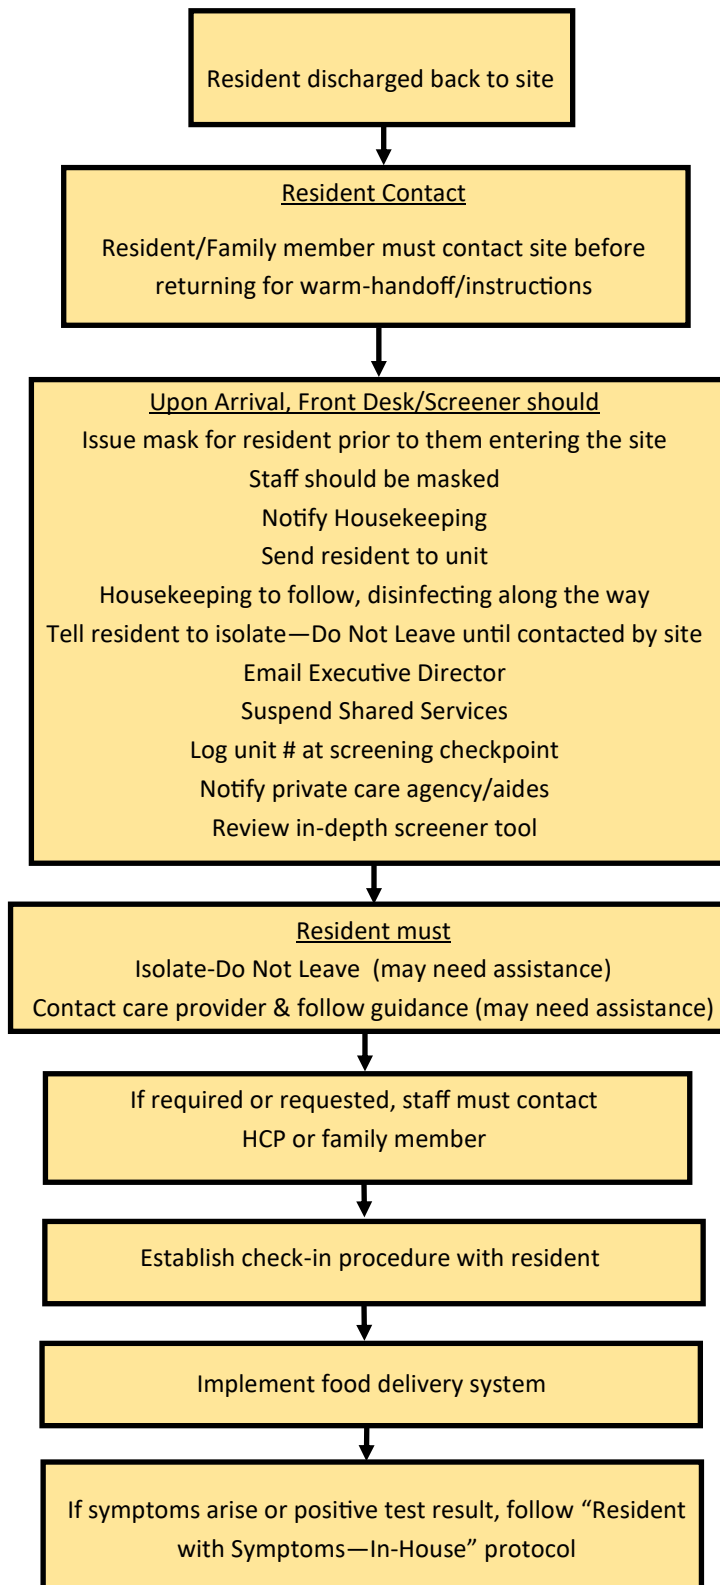 Resident discharged back to site
Resident Contact
Resident/Family member must contact site before
returning for warm-handoff/instructions
Upon Arrival, Front Desk/Screener should
Issue mask for resident prior to them entering the site
Staff should be masked
Notify Housekeeping
Send resident to unit
Housekeeping to follow, disinfecting along the way
Tell resident to isolate—Do Not Leave until contacted by site
Email Executive Director
Suspend Shared Services
Log unit # at screening checkpoint
Notify private care agency/aides
Review in-depth screener tool
Resident must
Isolate-Do Not Leave (may need assistance)
Contact care provider & follow guidance (may need assistance)
If required or requested, staff must contact
HCP or family member
Establish check-in procedure with resident
Implement food delivery system
If symptoms arise or positive test result, follow “Resident
with Symptoms—In-House” protocol